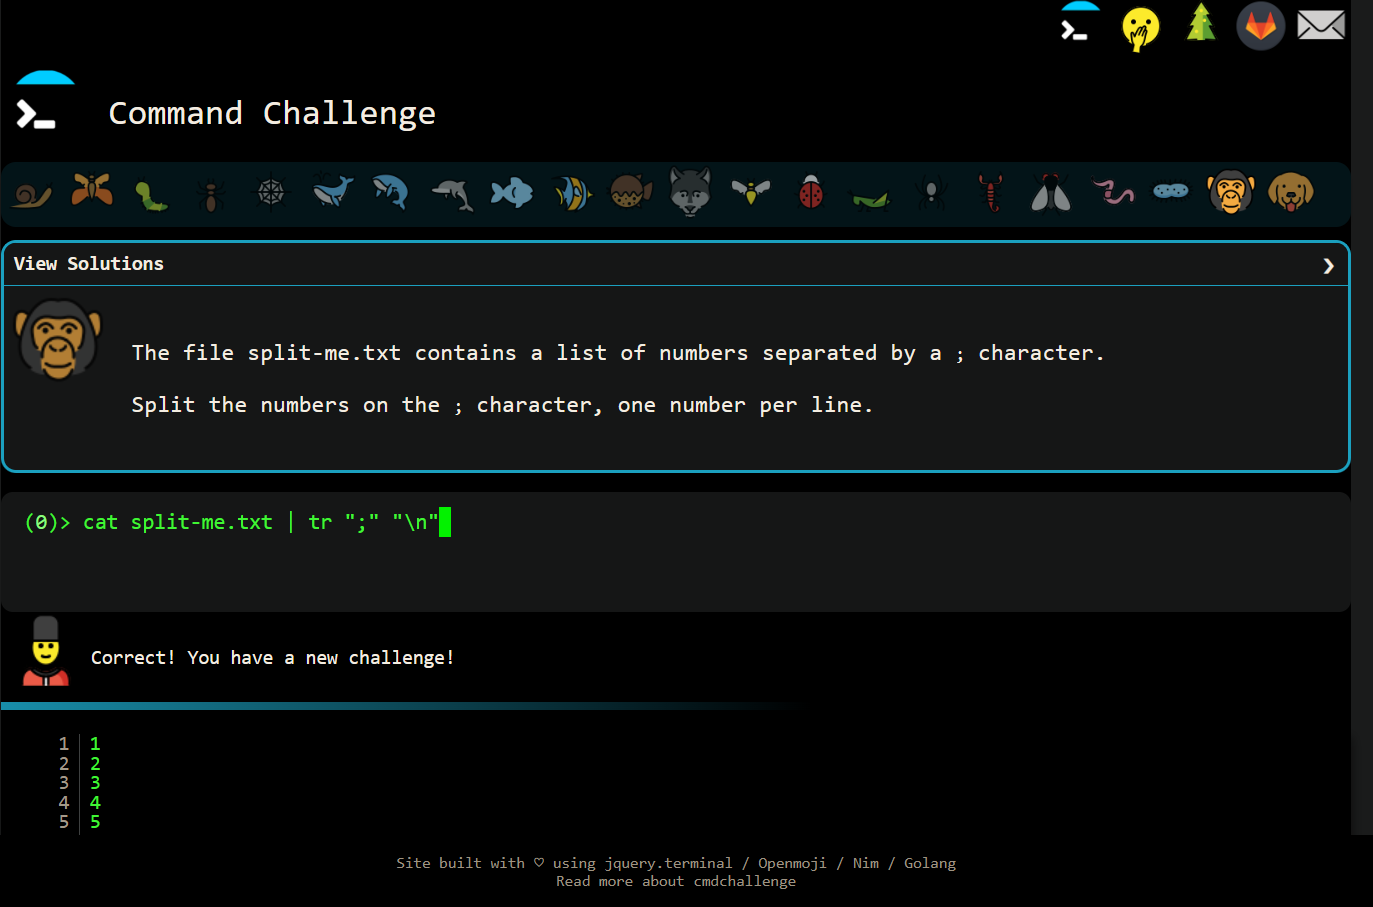 Command Challenge
View Solutions
The file split-me.txt contains a list of numbers separated by a ; character.
Split the numbers on the ; character, one number per line.
(0)> cat split-me.txt | tr ";" "\n"
Correct! You have a new challenge!
1 1
2 2
3 3
4 4
5 5
Site built with ♡ using jquery.terminal / Openmoji / Nim / Golang
Read more about cmdchallenge